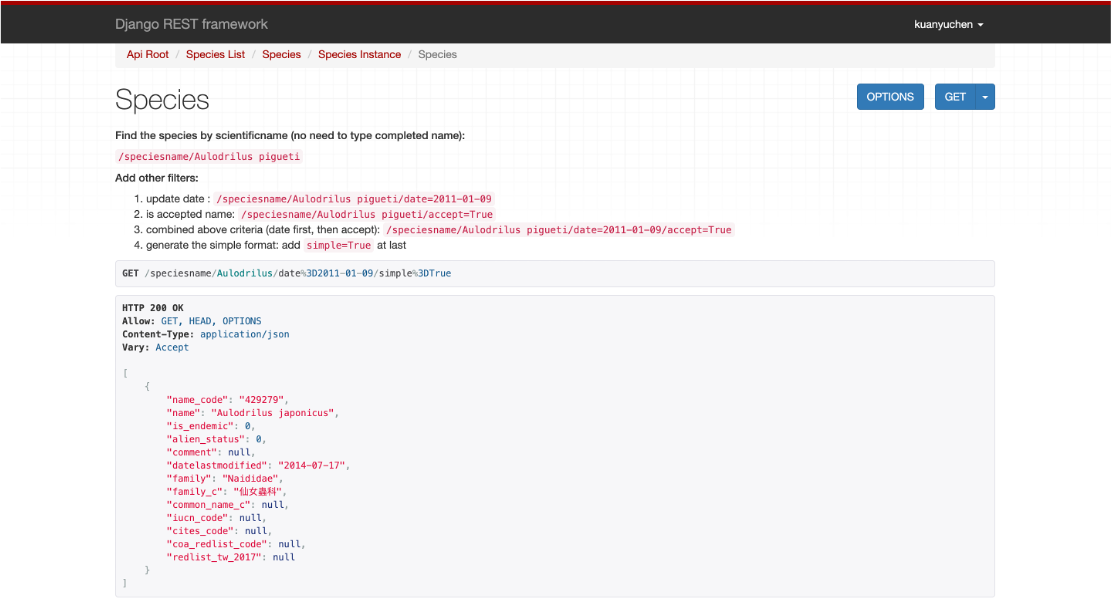 Django REST framework
kuanyuchen
Api Root / Species List / Species / Species Instance / Species
Species
OPTIONS
GET
Find the species by scientificname (no need to type completed name):
/speciesname/Aulodrilus pigueti
Add other filters:
1. update date : /speciesname/Aulodrilus pigueti/date=2011-01-09
2. is accepted name: /speciesname/Aulodrilus pigueti/accept=True
3. combined above criteria (date first, then accept): /speciesname/Aulodrilus pigueti/date=2011-01-09/accept=True
4. generate the simple format: add simple=True at last
GET /speciesname/Aulodrilus/date%3D2011-01-09/simple%3DTrue
HTTP 200 OK
Allow: GET, HEAD, OPTIONS
Content-Type: application/json
Vary: Accept
[
{
"name_code": "429279",
"name": "Aulodrilus japonicus",
"is_endemic": 0,
"alien_status": 0,
"comment": null,
"datelastmodified": "2014-07-17",
"family": "Naididae",
"family_c": "仙女蟲科",
"common_name_c": null,
"iucn_code": null,
"cites_code": null,
"coa_redlist_code": null,
"redlist_tw_2017": null
}
]